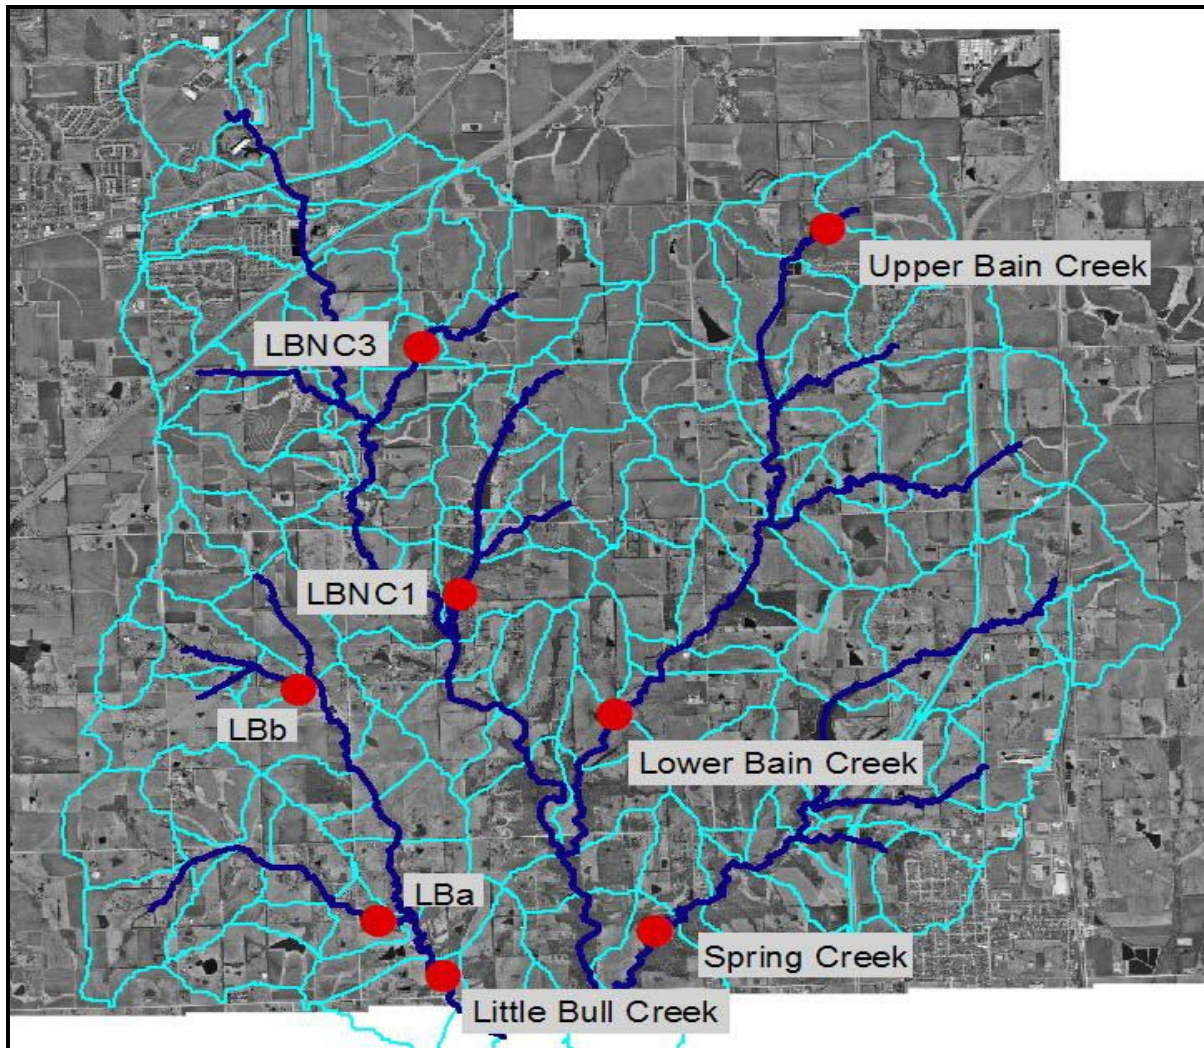 Upper Bain Creek
LBNC3
LBNC1
LBb
Lower Bain Creek
LBa
Spring Creek
Little Bull Creek